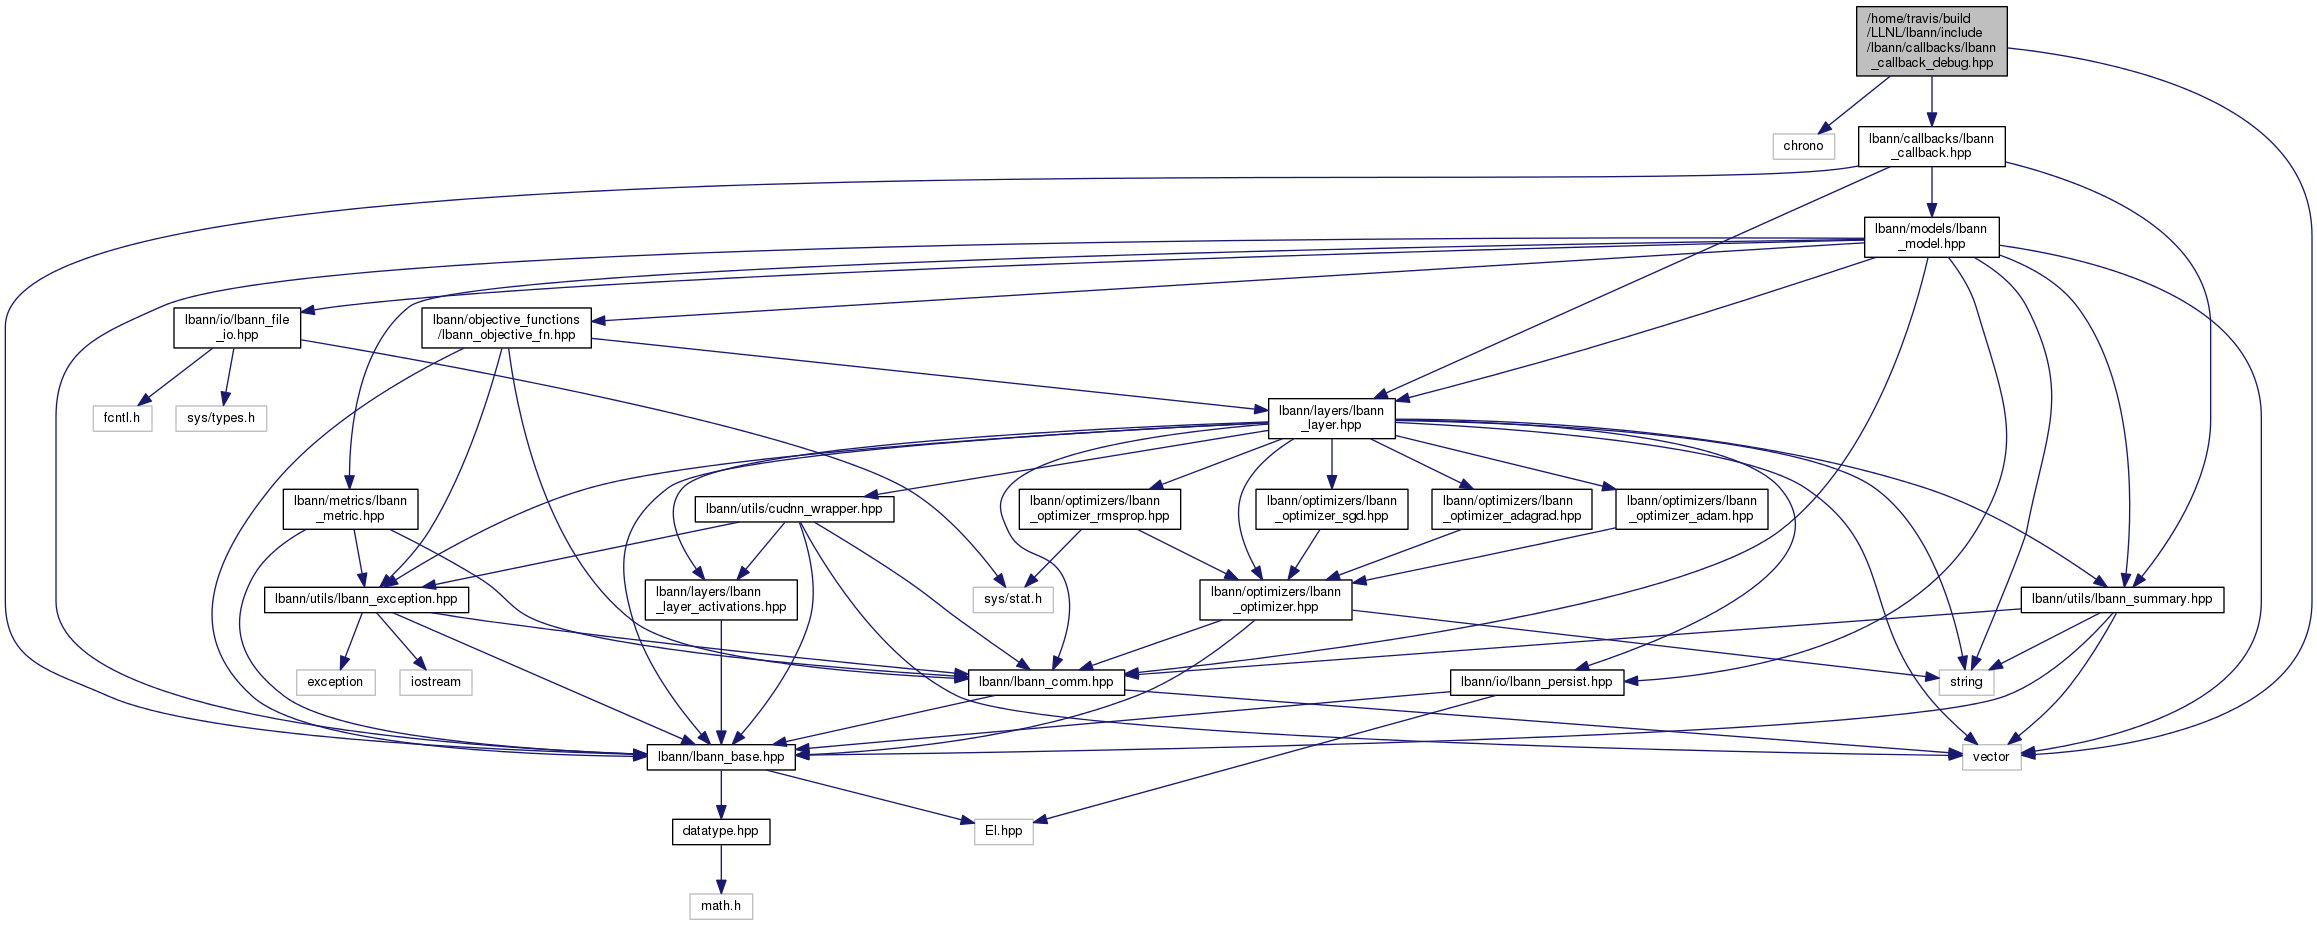 /home/travis/build
/LLNL/lbann/include
/lbann/callbacks/lbann
_callback_debug.hpp
chrono
lbann/callbacks/lbann
_callback.hpp
lbann/models/lbann
_model.hpp
lbann/io/lbann_file
_io.hpp
lbann/objective_functions
/lbann_objective_fn.hpp
fcntl.h
sys/types.h
lbann/layers/lbann
_layer.hpp
lbann/metrics/lbann
_metric.hpp
lbann/utils/cudnn_wrapper.hpp
lbann/optimizers/lbann
_optimizer_rmsprop.hpp
lbann/optimizers/lbann
_optimizer_sgd.hpp
lbann/optimizers/lbann
_optimizer_adagrad.hpp
lbann/optimizers/lbann
_optimizer_adam.hpp
lbann/utils/lbann_exception.hpp
lbann/layers/lbann
_layer_activations.hpp
sys/stat.h
lbann/optimizers/lbann
_optimizer.hpp
lbann/utils/lbann_summary.hpp
exception
iostream
lbann/lbann_comm.hpp
lbann/io/lbann_persist.hpp
string
lbann/lbann_base.hpp
vector
datatype.hpp
El.hpp
math.h